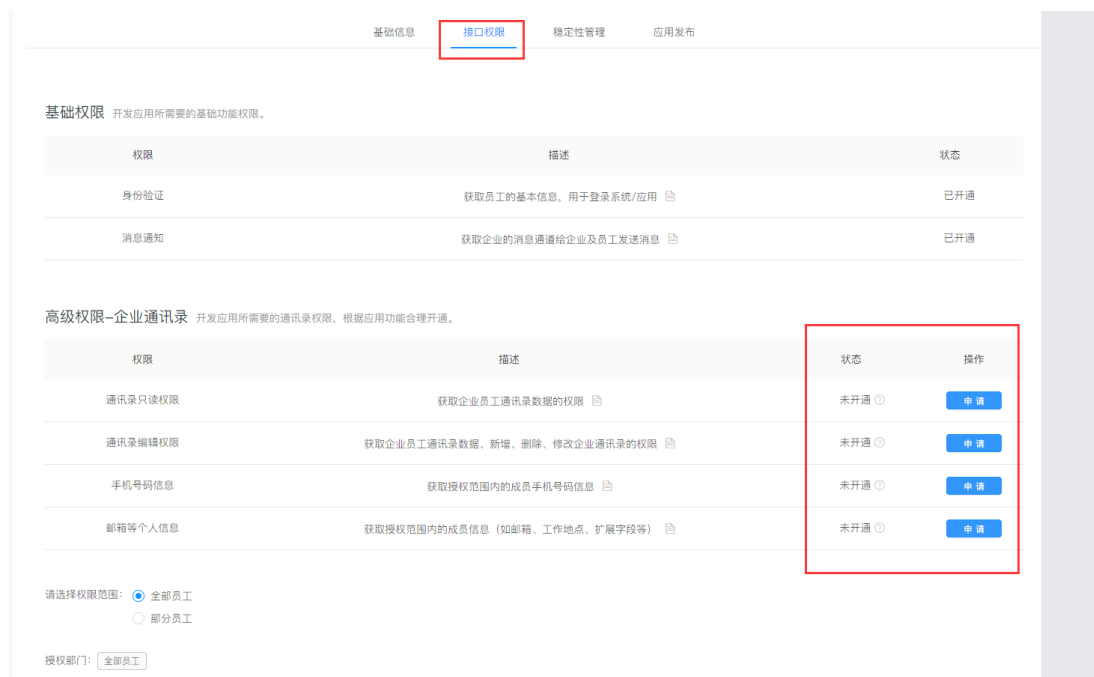 基础信息 接口权限 稳定性管理 应用发布
基础权限 开发应用所需要的基础功能权限。
权限 描述 状态
身份验证 获取员工的基本信息，用于登录系统/应用 已开通
消息通知 获取企业的消息通道给企业及员工发送消息 已开通
高级权限–企业通讯录 开发应用所需要的通讯录权限，根据应用功能合理开通。
权限 描述 状态 操作
通讯录只读权限 获取企业员工通讯录数据的权限 未开通 申请
通讯录编辑权限 获取企业员工通讯录数据、新增、删除、修改企业通讯录的权限 未开通 申请
手机号码信息 获取授权范围内的成员手机号码信息 未开通 申请
邮箱等个人信息 获取授权范围内的成员信息（如邮箱、工作地点、扩展字段等） 未开通 申请
请选择权限范围： 全部员工
部分员工
授权部门： 全部员工